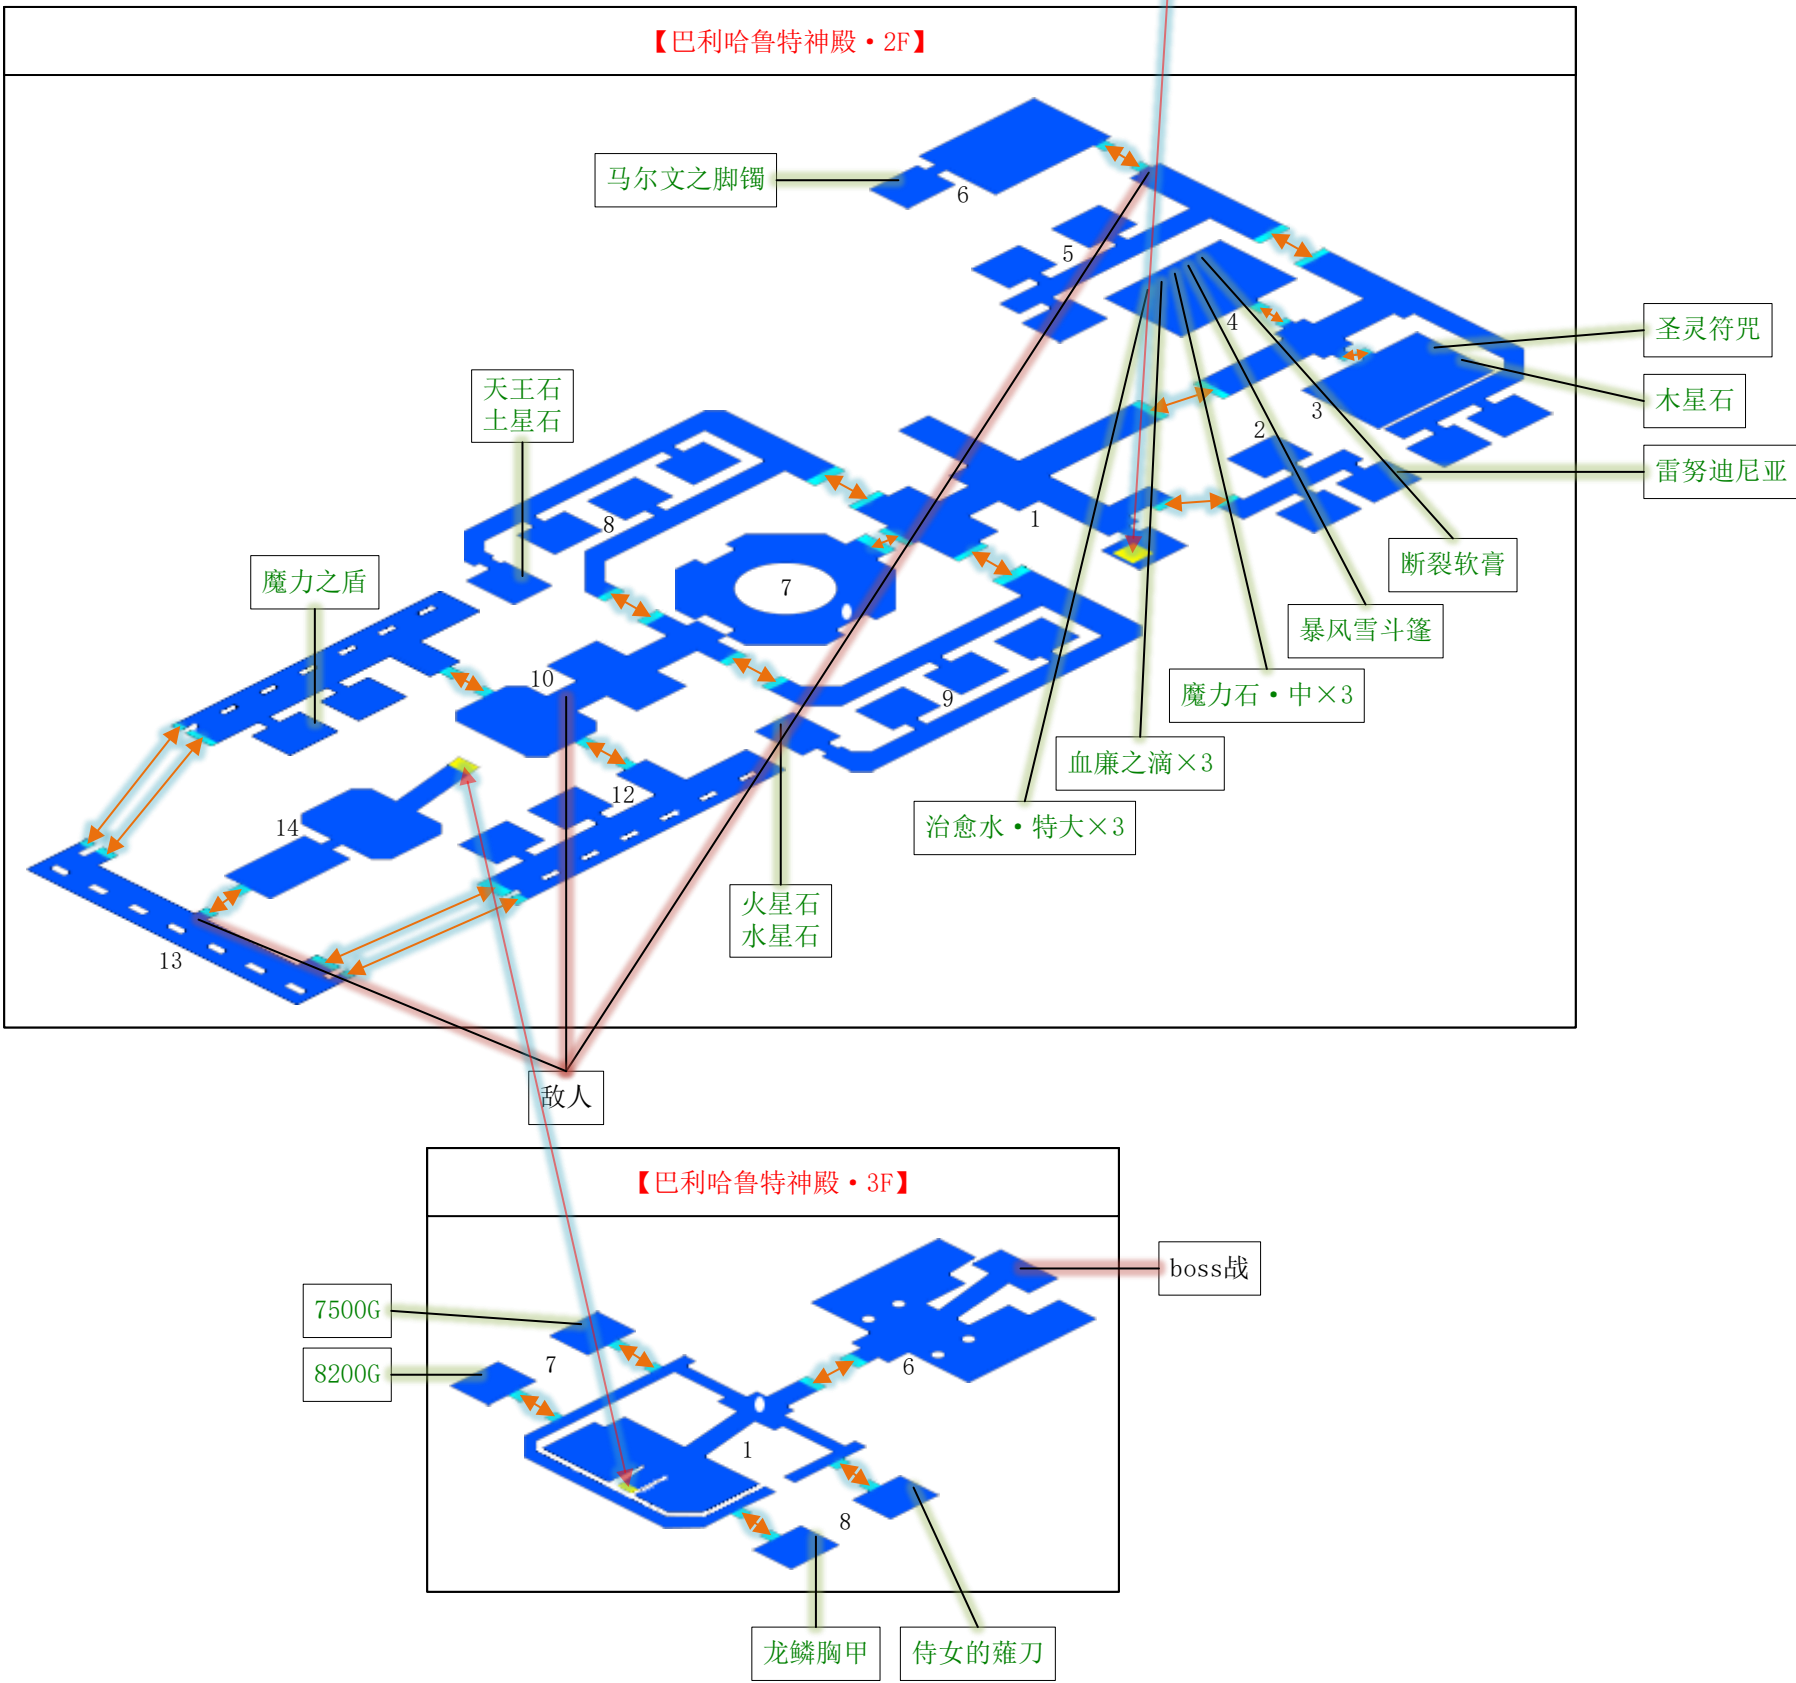 【巴利哈鲁特神殿·2F】
马尔文之脚镯
6
5
4
圣灵符咒
3
木星石
天王石
土星石
2
雷努迪尼亚
8
1
断裂软膏
魔力之盾
7
暴风雪斗篷
10
9
魔力石·中×3
血廉之滴×3
12
14
治愈水·特大×3
火星石
水星石
13
敌人
【巴利哈鲁特神殿·3F】
boss战
7500G
7
8200G
6
1
8
龙鳞胸甲
侍女的薙刀